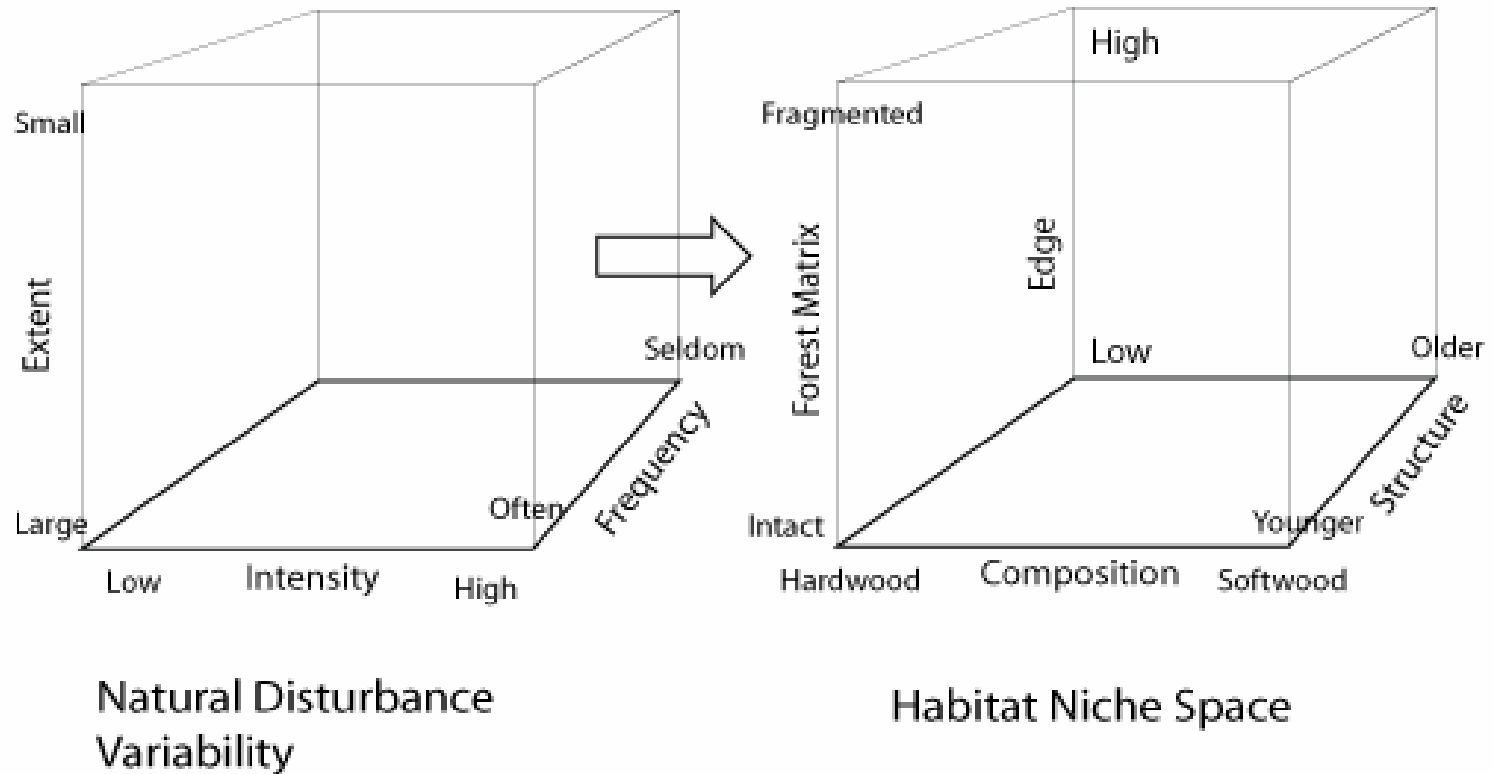 Small
Extent
Large
Low
Intensity
High
Often
Frequency
Seldom
Natural Disturbance
Variability
High
Fragmented
Forest Matrix
Edge
Low
Older
Structure
Younger
Intact
Hardwood
Composition
Softwood
Habitat Niche Space